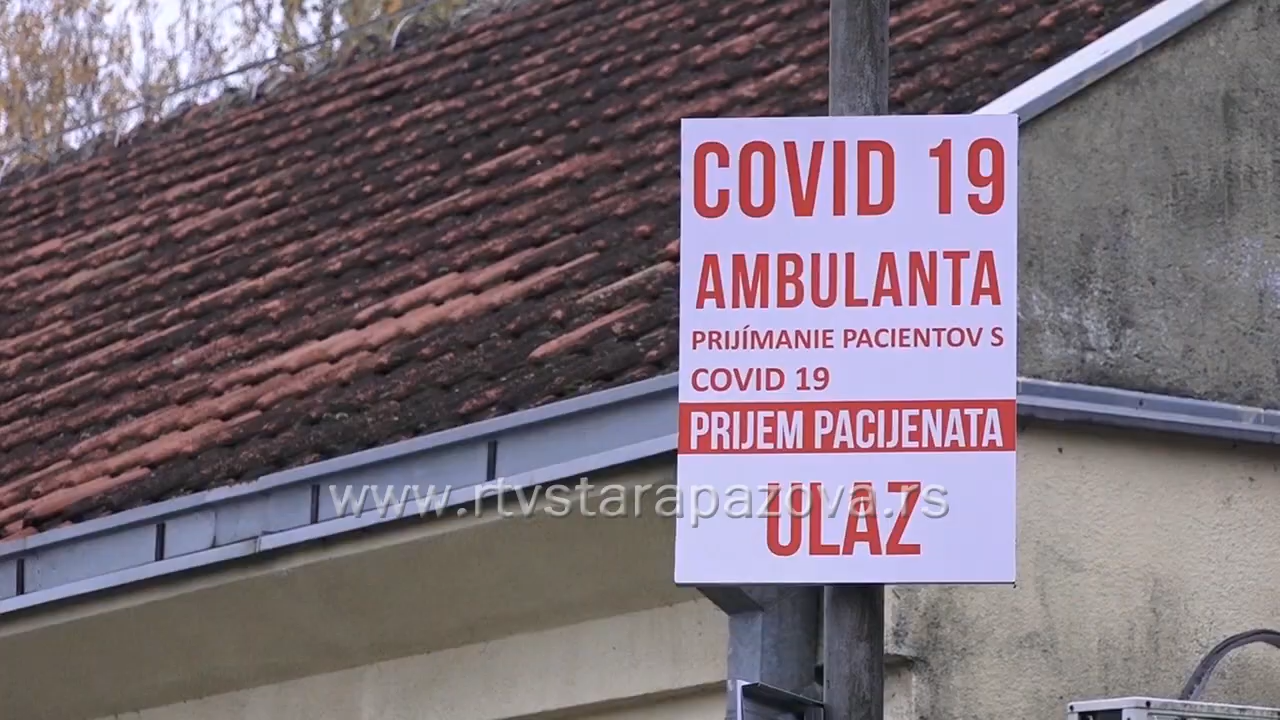 COVID 19
AMBULANTA
PRIJÍMANIE PACIENTOV S
COVID 19
PRIJEM PACIJENATA
www.rtvstarapazova.rs
ULAZ